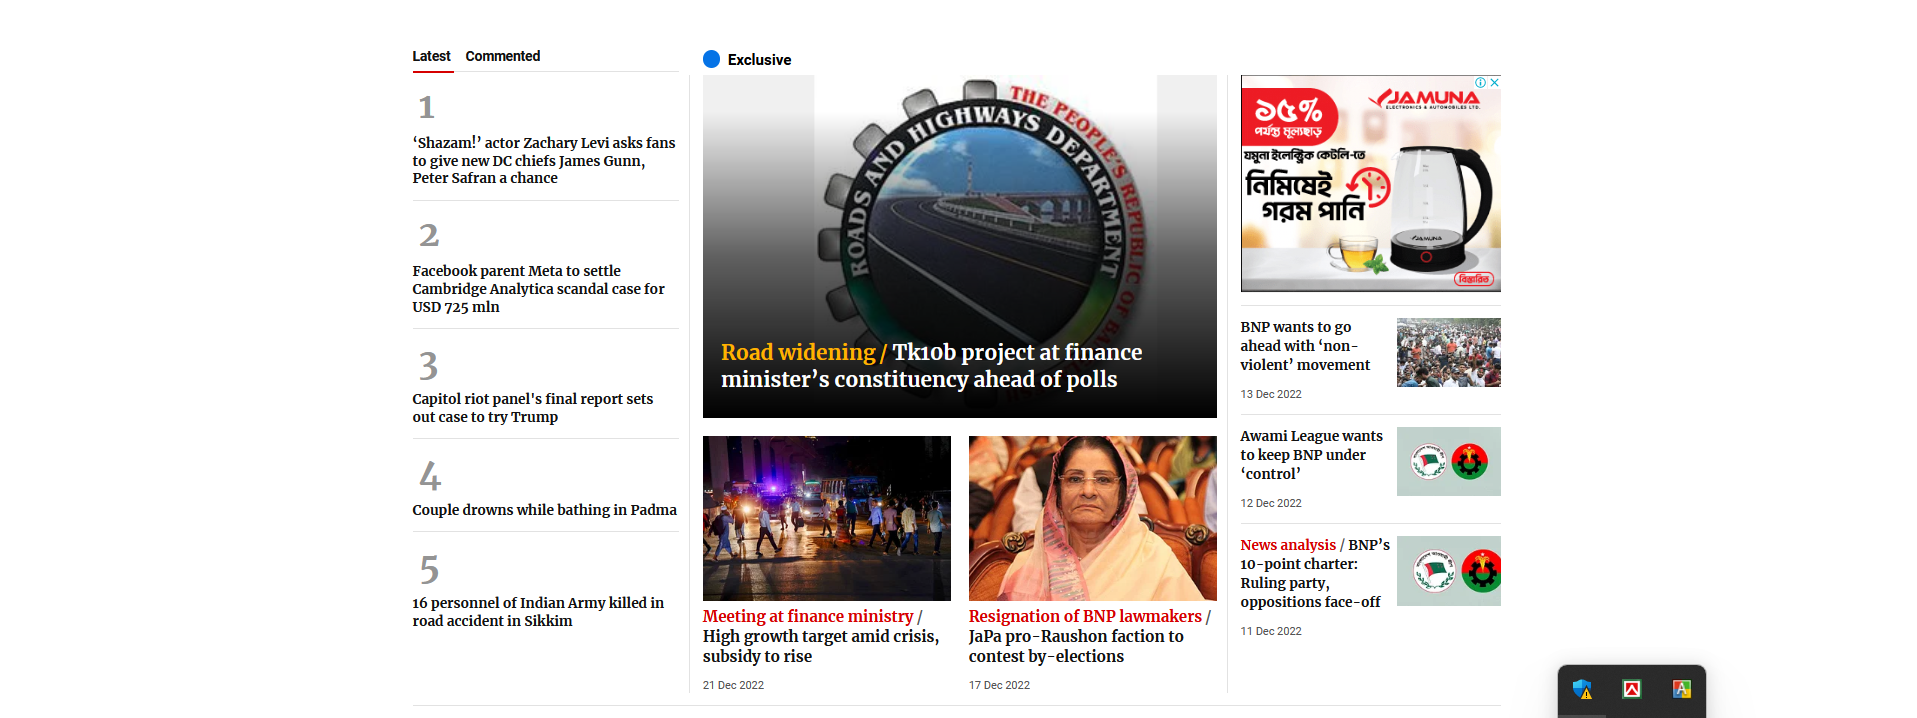 Latest Commented
1
‘Shazam!’ actor Zachary Levi asks fans
to give new DC chiefs James Gunn,
Peter Safran a chance
2
Facebook parent Meta to settle
Cambridge Analytica scandal case for
USD 725 mln
3
Capitol riot panel's final report sets
out case to try Trump
4
Couple drowns while bathing in Padma
5
16 personnel of Indian Army killed in
road accident in Sikkim
Exclusive
ROADS AND HIGHWAYS DEPARTMENT
THE PEOPLE'S REPUBLIC OF
Road widening / Tk10b project at finance
minister’s constituency ahead of polls
Meeting at finance ministry /
High growth target amid crisis,
subsidy to rise
21 Dec 2022
Resignation of BNP lawmakers /
JaPa pro-Raushon faction to
contest by-elections
17 Dec 2022
১৫%
পর্যন্ত মূল্যছাড়
JAMUNA
ELECTRONICS & AUTOMOBILES LTD.
যমুনা ইলেক্ট্রিক কেটলি-তে
নিমিষেই
গরম পানি
JAMUNA
বিস্তারিত
BNP wants to go
ahead with ‘non-
violent’ movement
13 Dec 2022
Awami League wants
to keep BNP under
‘control’
12 Dec 2022
News analysis / BNP’s
10-point charter:
Ruling party,
oppositions face-off
11 Dec 2022
A